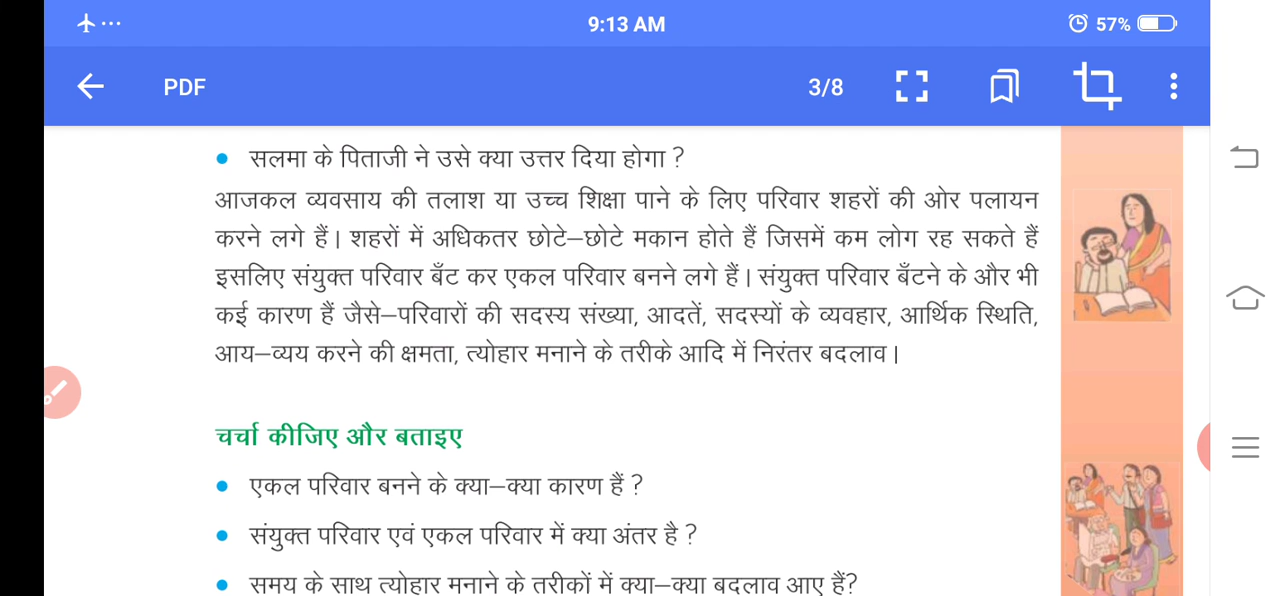 9:13 AM
57%
PDF
3/8
• सलमा के पिताजी ने उसे क्या उत्तर दिया होगा ?
आजकल व्यवसाय की तलाश या उच्च शिक्षा पाने के लिए परिवार शहरों की ओर पलायन
करने लगे हैं। शहरों में अधिकतर छोटे–छोटे मकान होते हैं जिसमें कम लोग रह सकते हैं
इसलिए संयुक्त परिवार बँट कर एकल परिवार बनने लगे हैं। संयुक्त परिवार बँटने के और भी
कई कारण हैं जैसे–परिवारों की सदस्य संख्या, आदतें, सदस्यों के व्यवहार, आर्थिक स्थिति,
आय–व्यय करने की क्षमता, त्योहार मनाने के तरीके आदि में निरंतर बदलाव।
चर्चा कीजिए और बताइए
• एकल परिवार बनने के क्या–क्या कारण हैं ?
• संयुक्त परिवार एवं एकल परिवार में क्या अंतर है ?
• समय के साथ त्योहार मनाने के तरीकों में क्या–क्या बदलाव आए हैं?